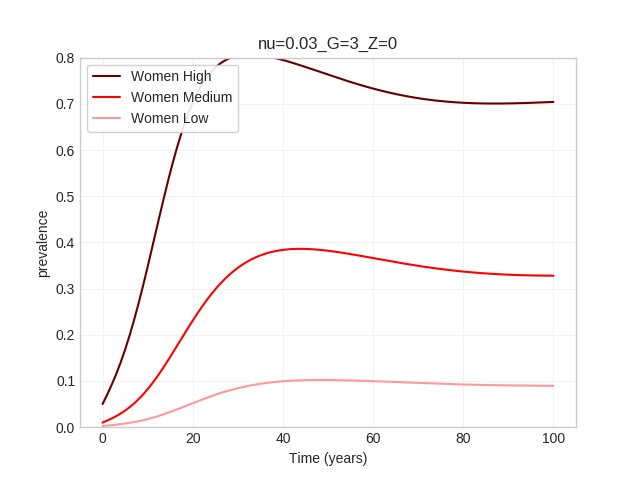 nu=0.03_G=3_Z=0
Women High
Women Medium
Women Low
prevalence
0.8
0.7
0.6
0.5
0.4
0.3
0.2
0.1
0.0
0 20 40 60 80 100
Time (years)